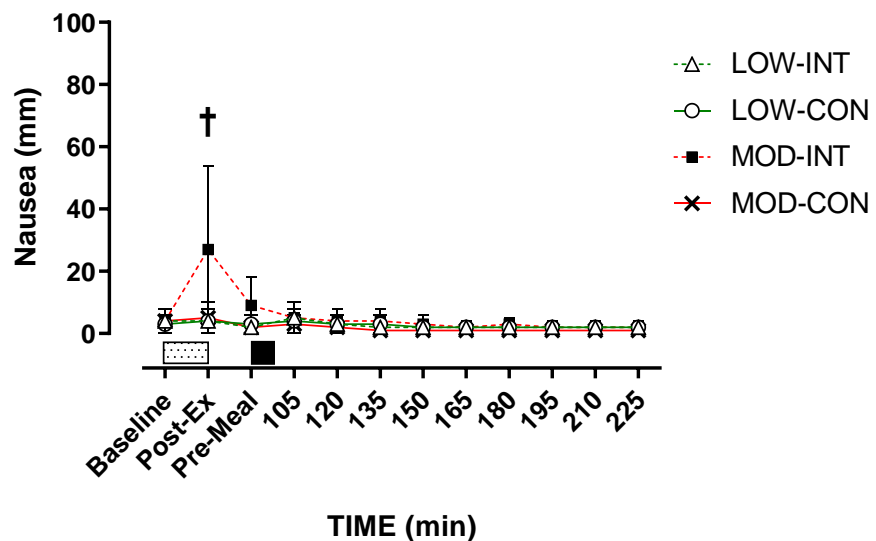 100
80
60
40
20
0
Nausea (mm)
†
Baseline
Post-Ex
Pre-Meal
105
120
135
150
165
180
195
210
225
TIME (min)
LOW-INT
LOW-CON
MOD-INT
MOD-CON